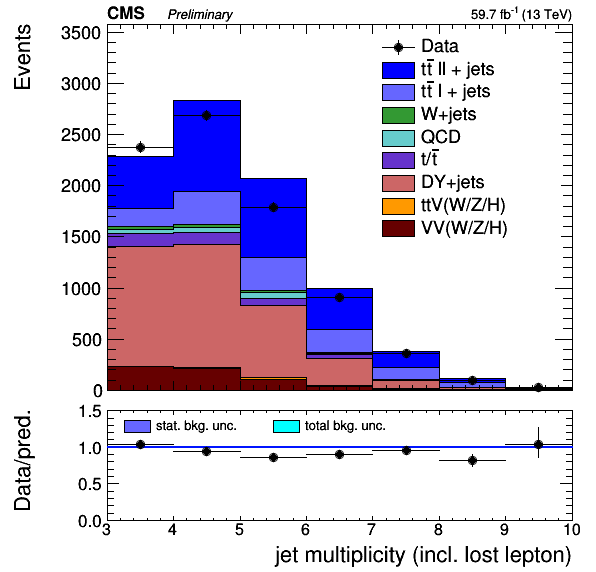 CMS Preliminary 59.7 fb⁻¹ (13 TeV)
Events
3500
3000
2500
2000
1500
1000
500
0
Data
tt̄ ll + jets
tt̄ l + jets
W+jets
QCD
t/t̄
DY+jets
ttV(W/Z/H)
VV(W/Z/H)
Data/pred.
1.5
1.0
0.5
0.0
stat. bkg. unc. total bkg. unc.
3 4 5 6 7 8 9 10
jet multiplicity (incl. lost lepton)